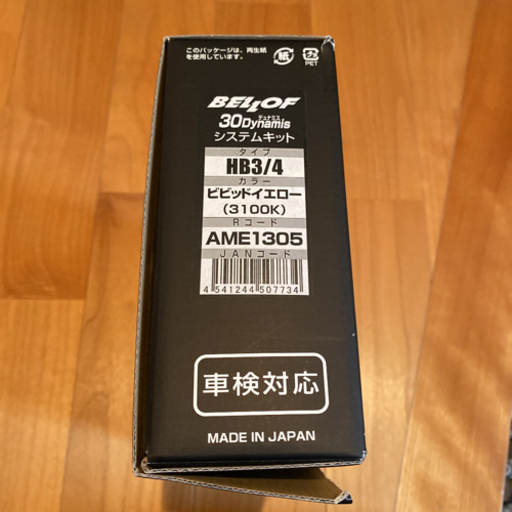 このパッケージは、再生紙
を使用しています。
紙
プラ
PET
BELLOF
デュナミス
30Dynamis
システムキット
タイプ
HB3/4
カラー
ビビッドイエロー
(3100K)
Rコード
AME1305
JANコード
4 541244 507734
車検対応
MADE IN JAPAN